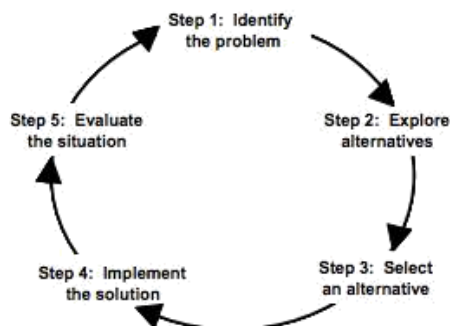 Step 1:  Identify
the problem
Step 2:  Explore
alternatives
Step 3:  Select
an alternative
Step 4:  Implement
the solution
Step 5:  Evaluate
the situation